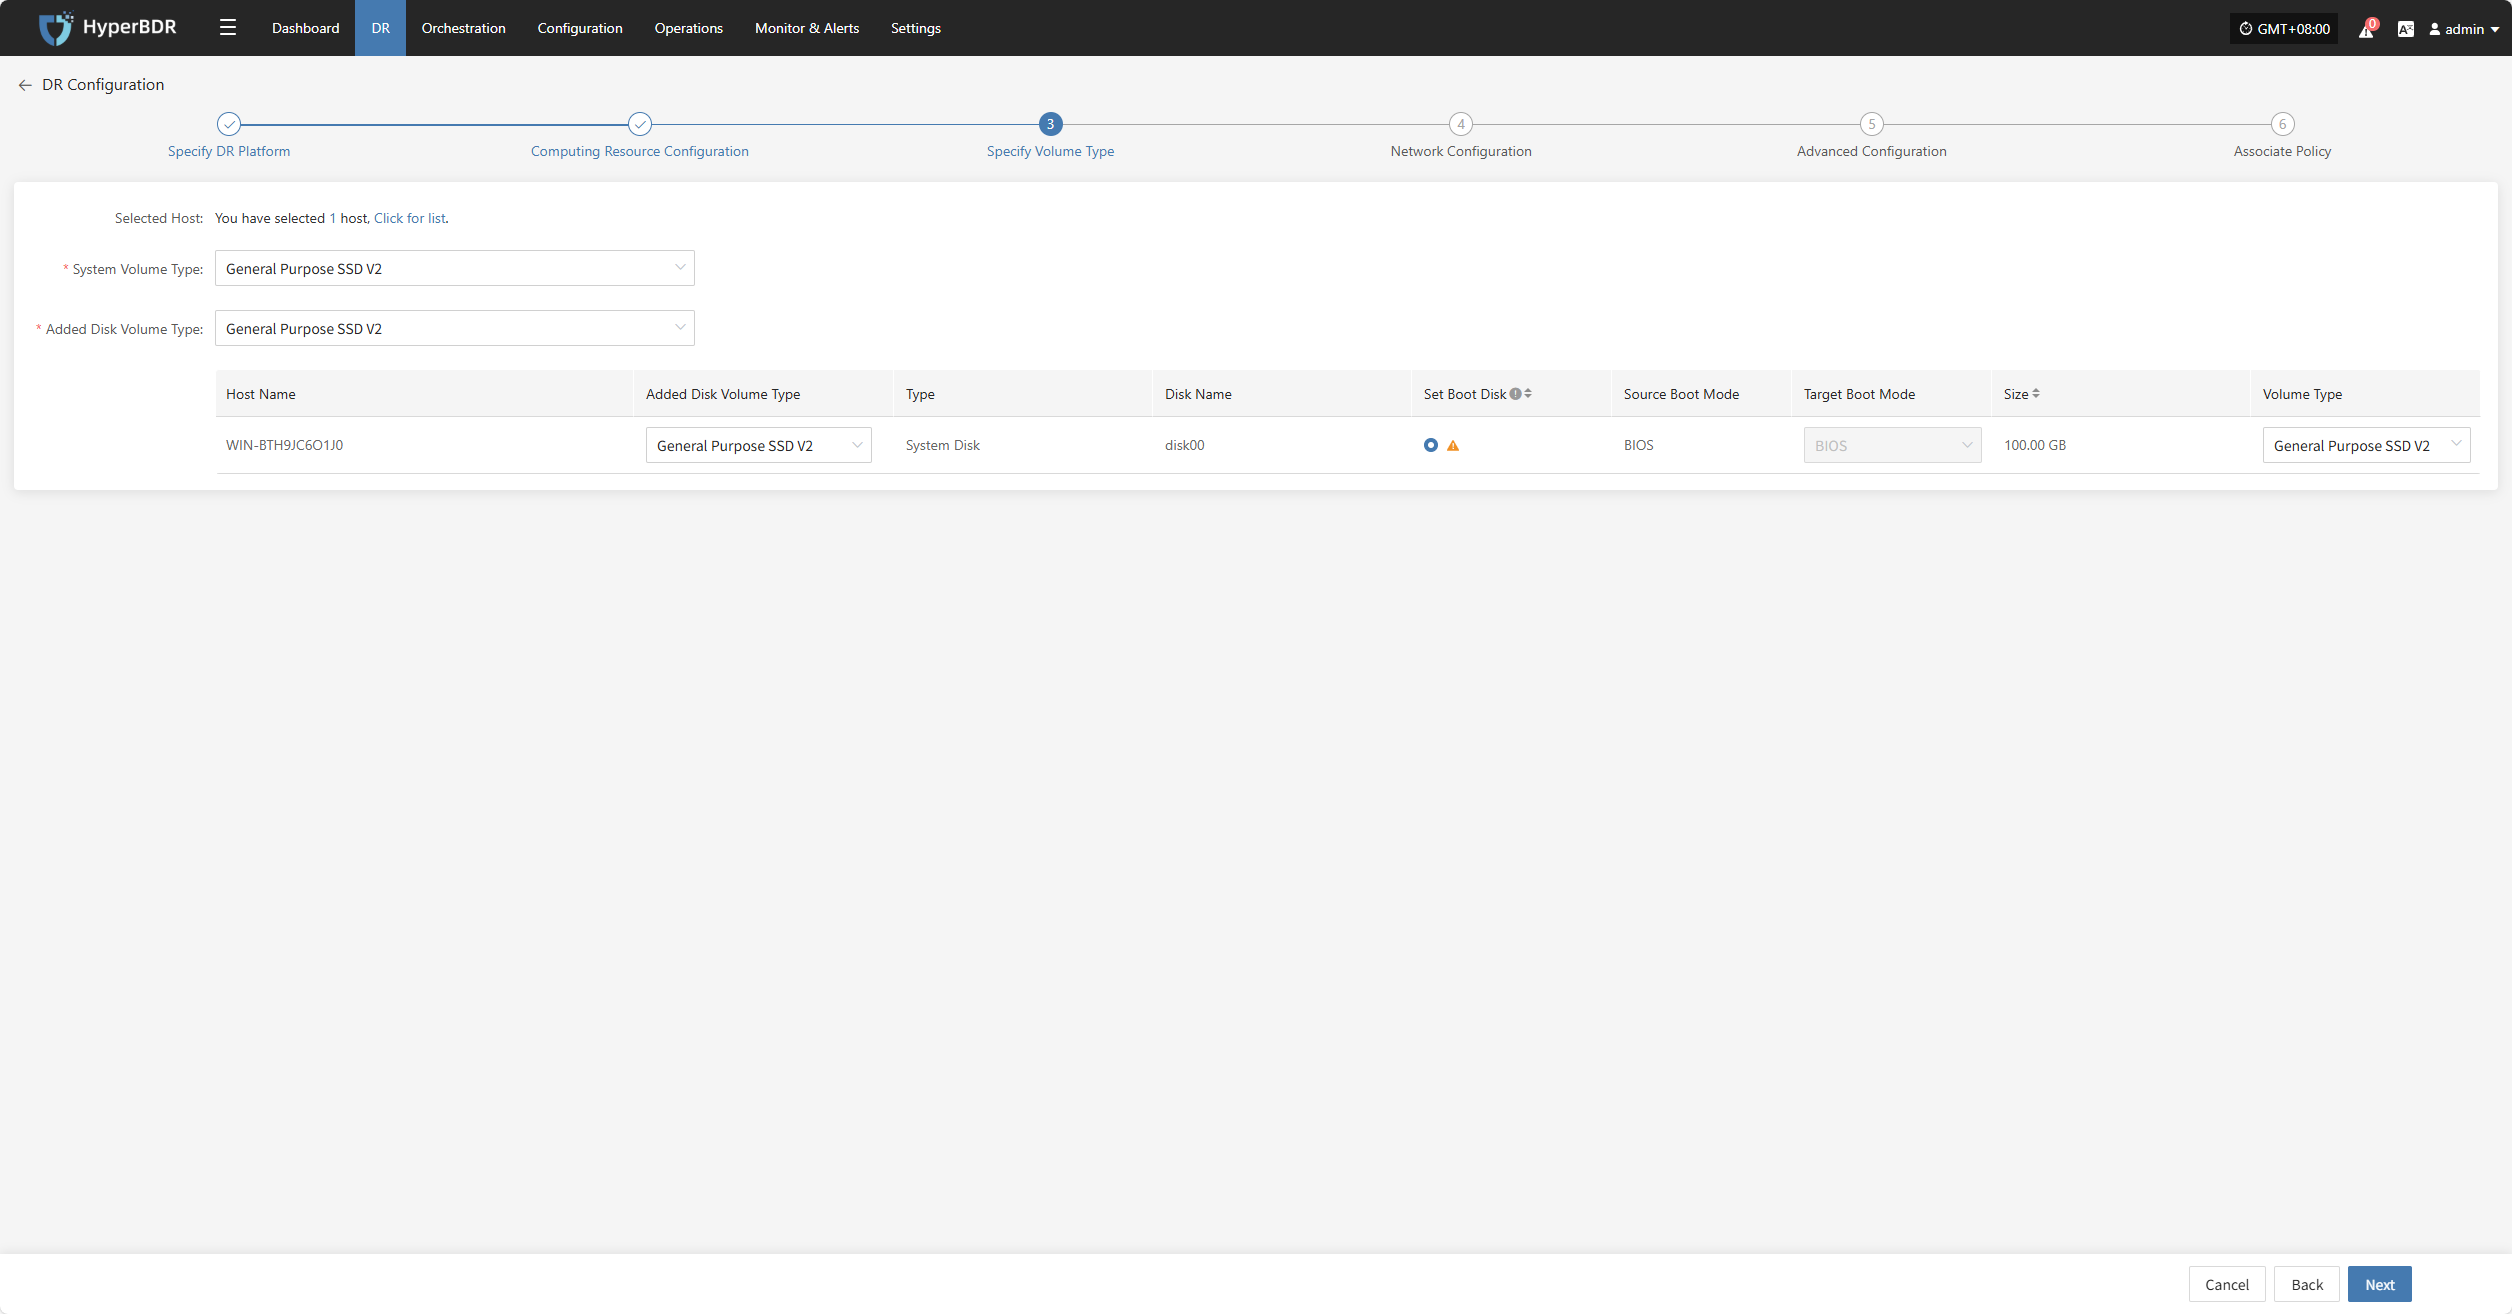 HyperBDR
Dashboard DR Orchestration Configuration Operations Monitor & Alerts Settings
GMT+08:00 0 admin
DR Configuration
3 4 5 6
Specify DR Platform Computing Resource Configuration Specify Volume Type Network Configuration Advanced Configuration Associate Policy
Selected Host: You have selected 1 host, Click for list.
* System Volume Type: General Purpose SSD V2
* Added Disk Volume Type: General Purpose SSD V2
Host Name Added Disk Volume Type Type Disk Name Set Boot Disk Source Boot Mode Target Boot Mode Size Volume Type
WIN-BTH9JC6O1J0 General Purpose SSD V2 System Disk disk00 BIOS BIOS 100.00 GB General Purpose SSD V2
Cancel Back Next